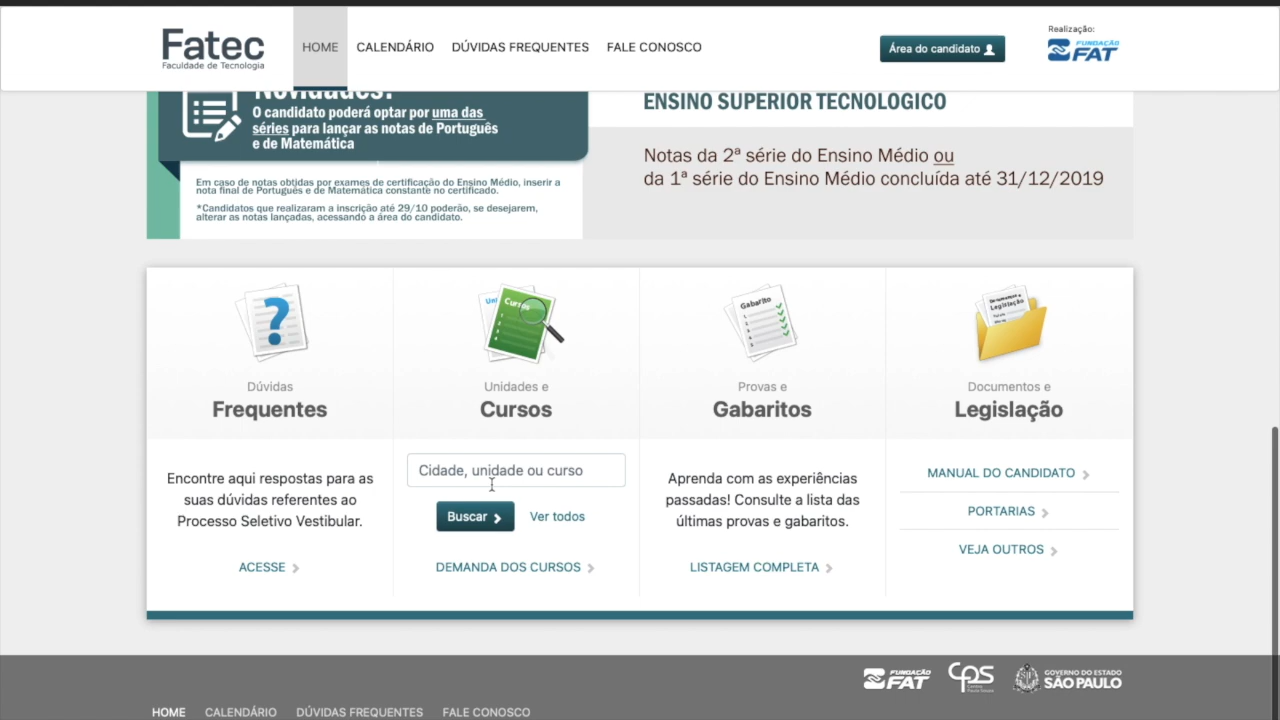 Fatec
Faculdade de Tecnologia
HOME
CALENDÁRIO
DÚVIDAS FREQUENTES
FALE CONOSCO
Área do candidato
Realização:
FUNDAÇÃO
FAT
Novidades!
O candidato poderá optar por uma das
séries para lançar as notas de Português
e de Matemática
Em caso de notas obtidas por exames de certificação do Ensino Médio, inserir a
nota final de Português e de Matemática constante no certificado.
*Candidatos que realizaram a inscrição até 29/10 poderão, se desejarem,
alterar as notas lançadas, acessando a área do candidato.
ENSINO SUPERIOR TECNOLÓGICO
Notas da 2ª série do Ensino Médio ou
da 1ª série do Ensino Médio concluída até 31/12/2019
Dúvidas
Frequentes
Encontre aqui respostas para as
suas dúvidas referentes ao
Processo Seletivo Vestibular.
ACESSE
Cursos
Unidades e
Cursos
Cidade, unidade ou curso
Buscar
Ver todos
DEMANDA DOS CURSOS
Gabarito
Provas e
Gabaritos
Aprenda com as experiências
passadas! Consulte a lista das
últimas provas e gabaritos.
LISTAGEM COMPLETA
Legislação
Documentos e
Legislação
MANUAL DO CANDIDATO
PORTARIAS
VEJA OUTROS
FUNDAÇÃO
FAT
CPS
GOVERNO DO ESTADO
SÃO PAULO
HOME
CALENDÁRIO
DÚVIDAS FREQUENTES
FALE CONOSCO